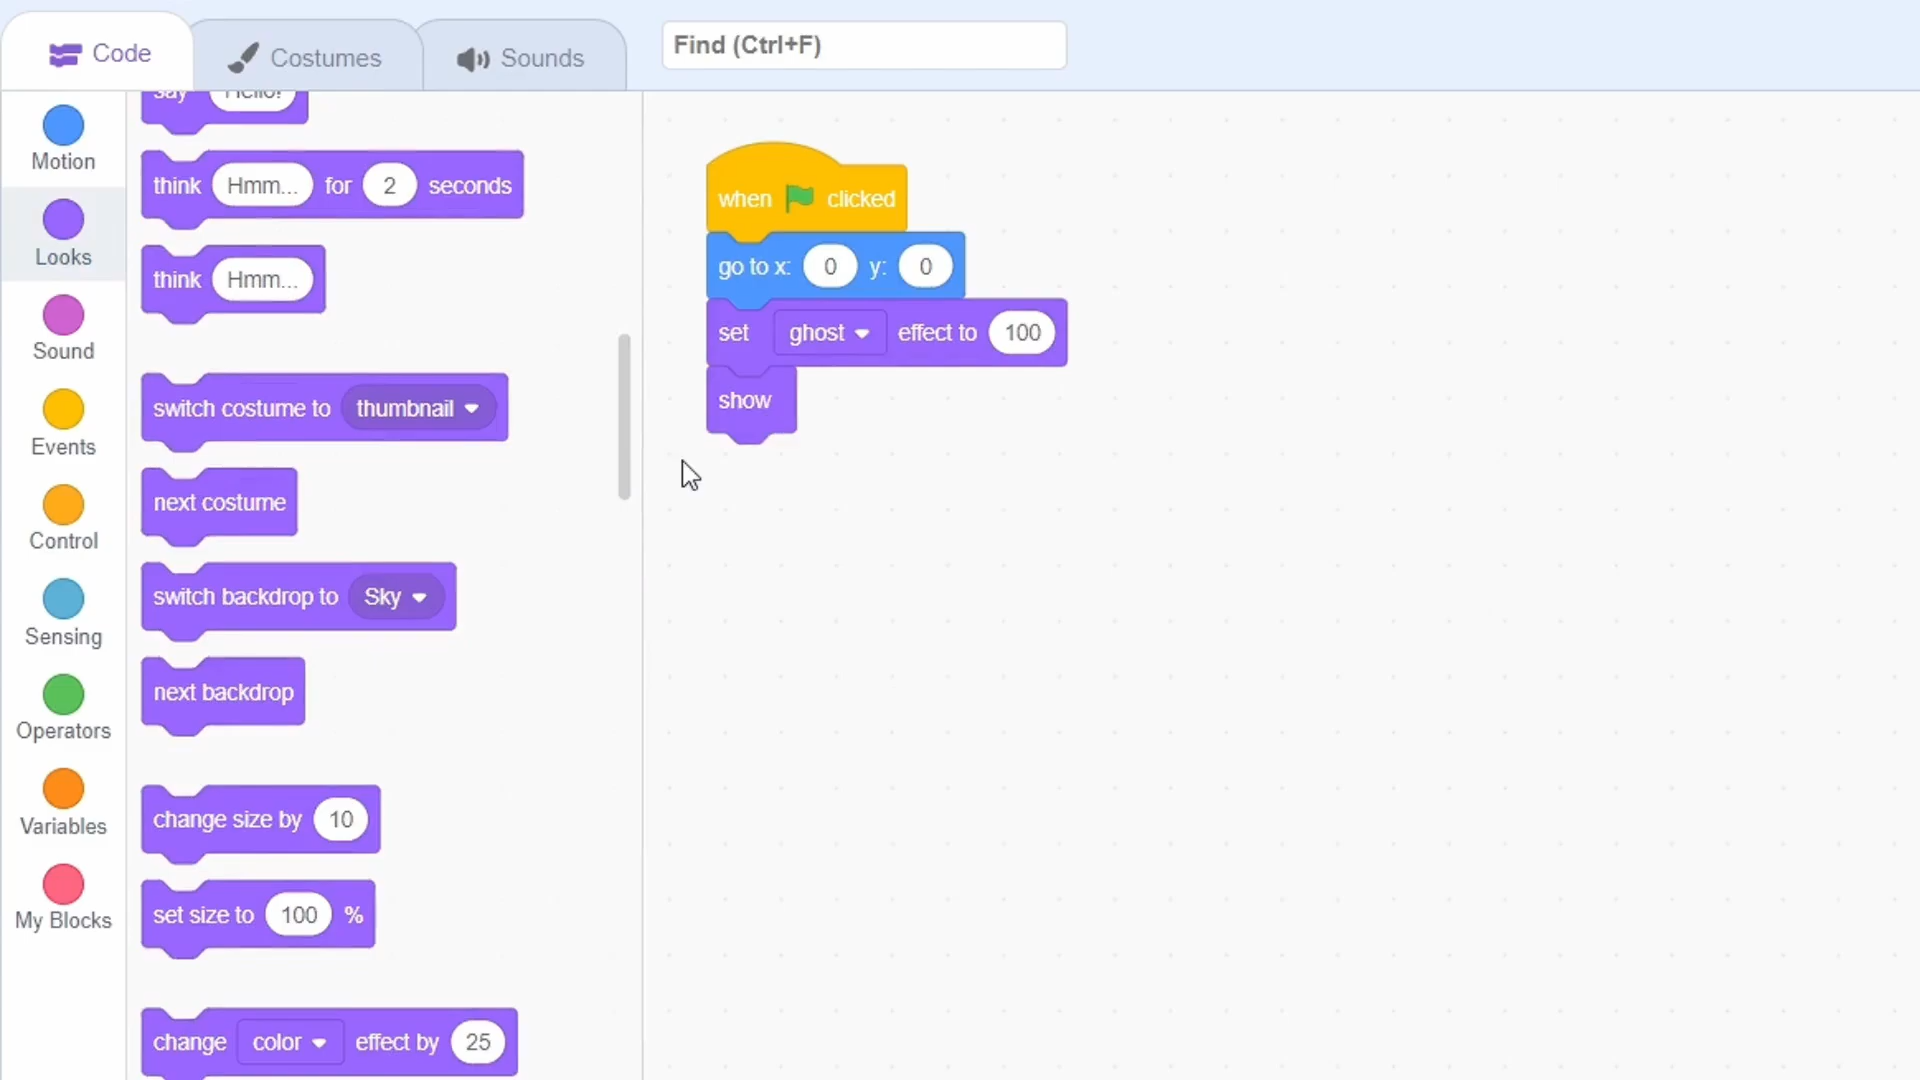 Code
Costumes
Sounds
Find (Ctrl+F)
Motion
Looks
Sound
Events
Control
Sensing
Operators
Variables
My Blocks
say Hello!
think Hmm... for 2 seconds
think Hmm...
switch costume to thumbnail
next costume
switch backdrop to Sky
next backdrop
change size by 10
set size to 100 %
change color effect by 25
when clicked
go to x: 0 y: 0
set ghost effect to 100
show